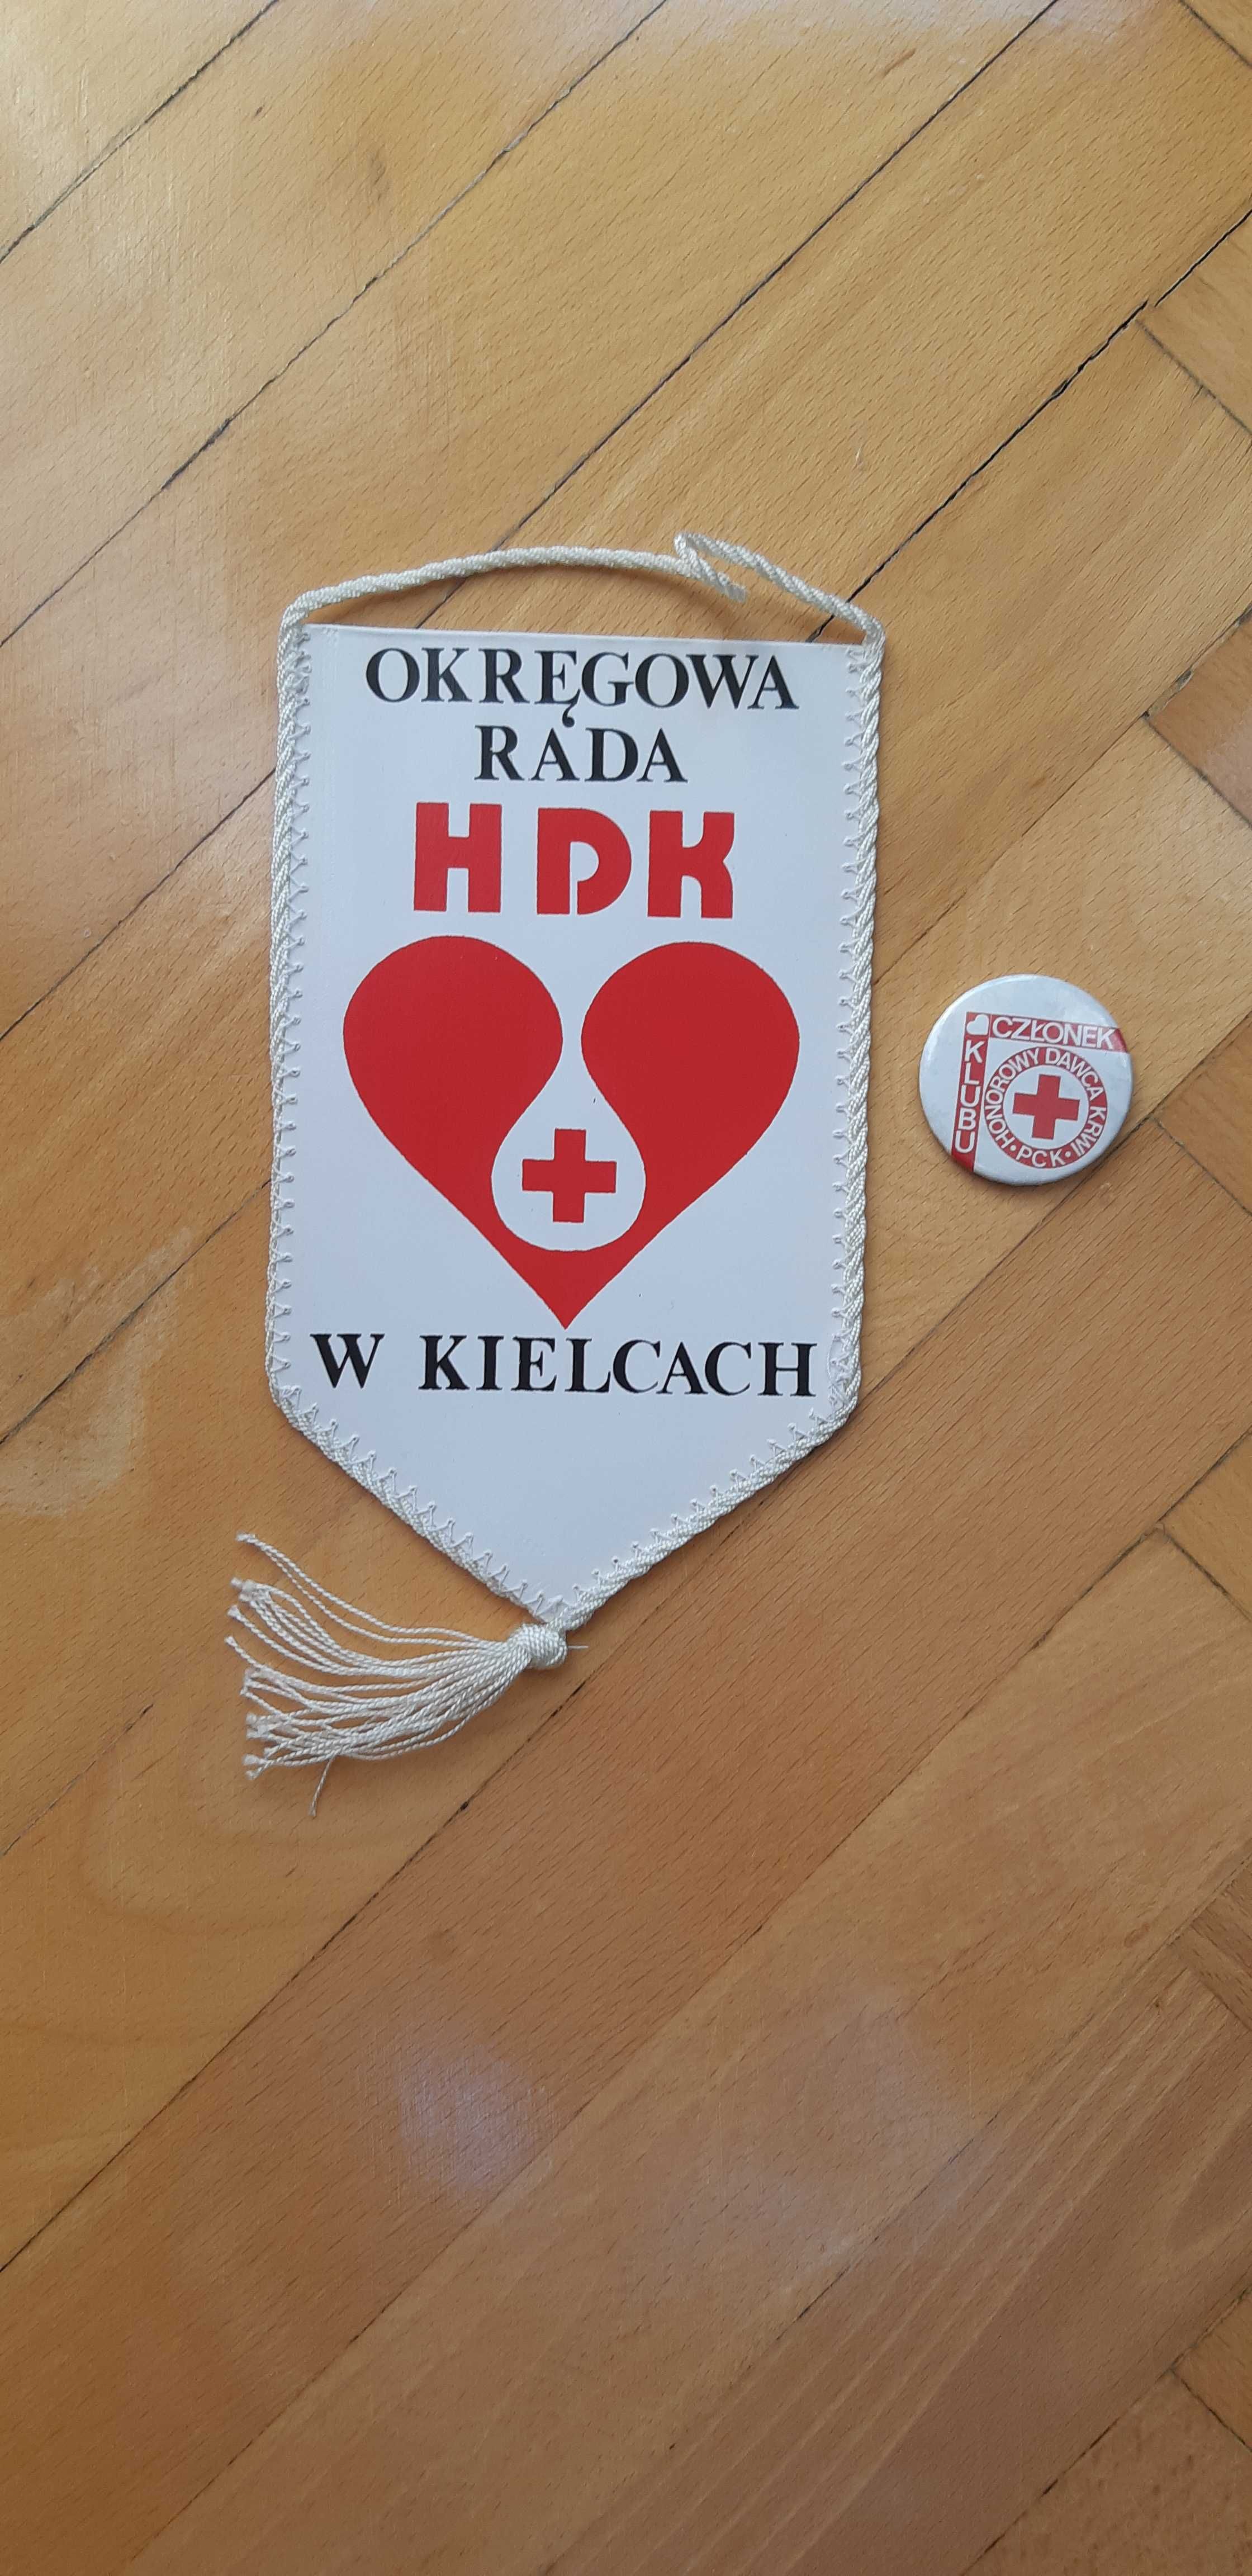 OKRĘGOWA
RADA
HDK
W KIELCACH
CZŁONEK
KLUBU
HONOROWY DAWCA KRWI
• PCK •